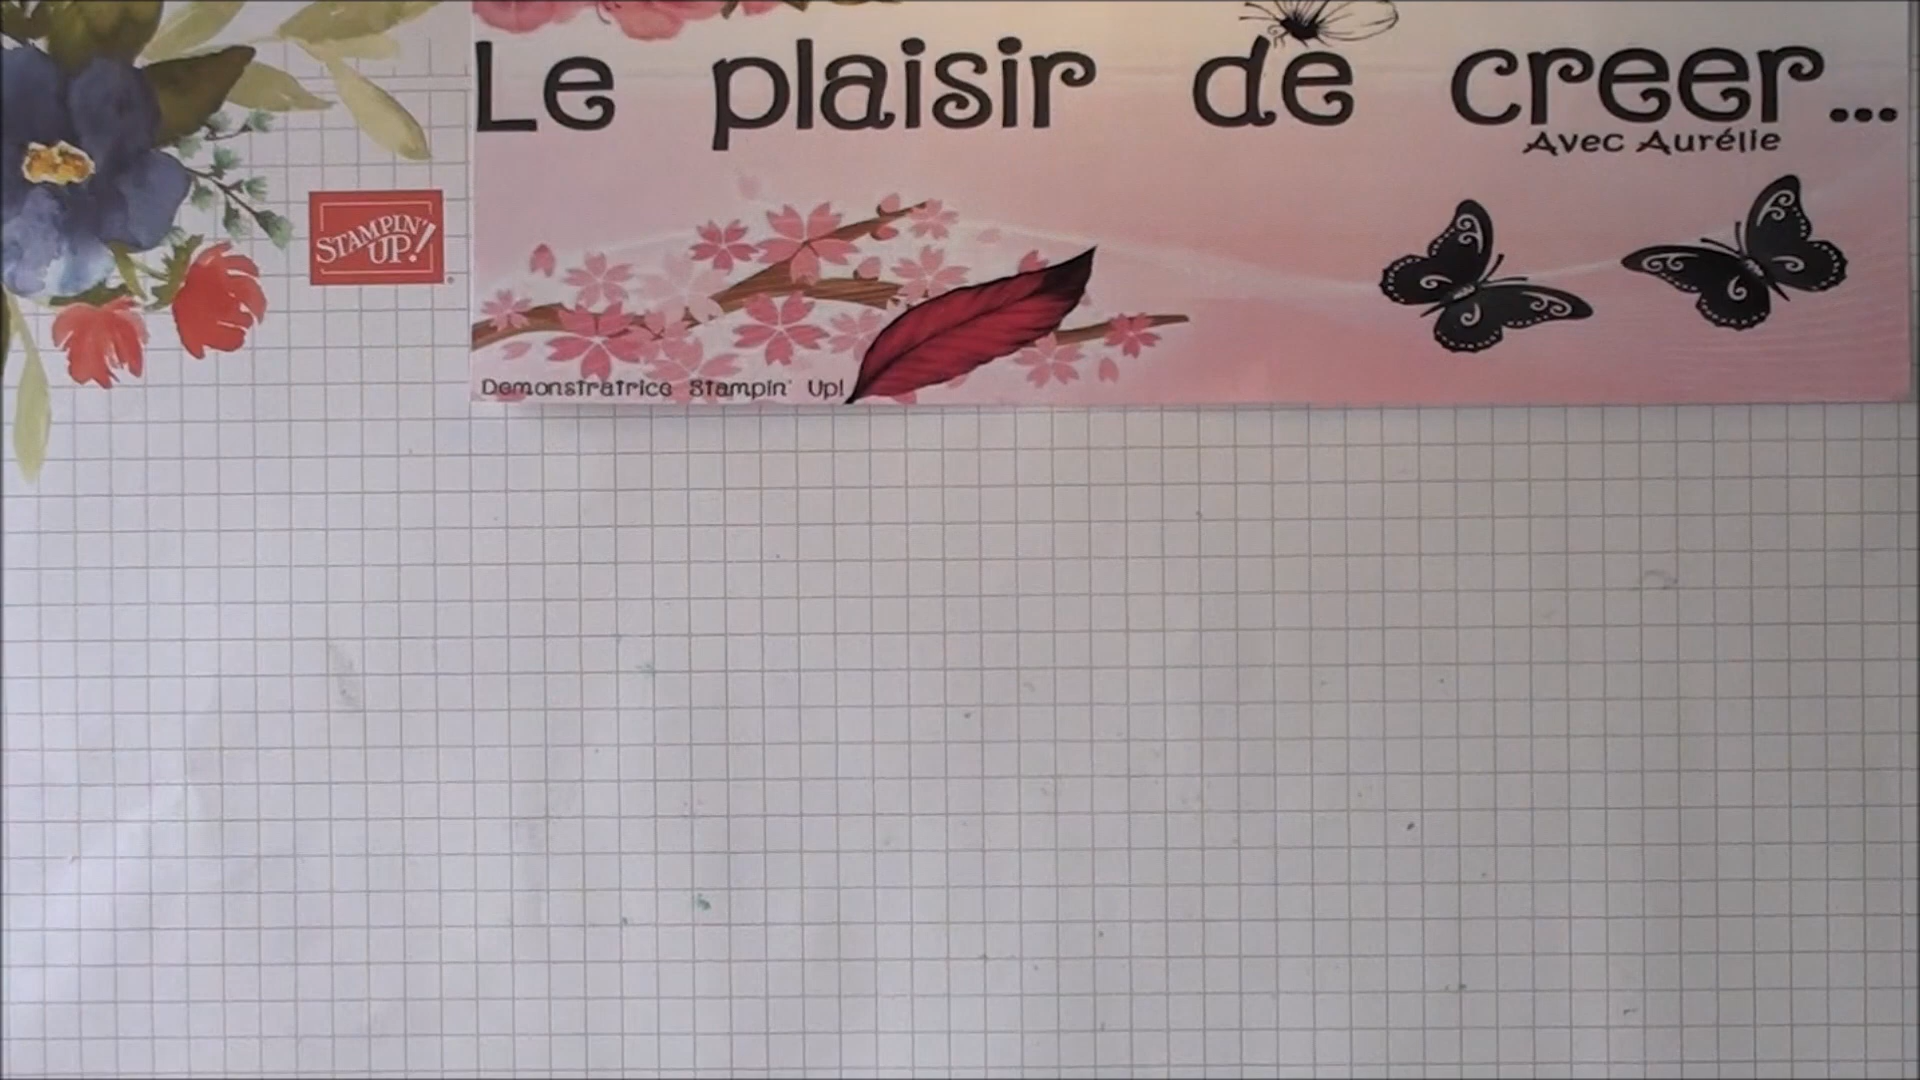 Le plaisir de creer...
Avec Aurélie
STAMPIN'
UP!
Demonstratrice Stampin' Up!